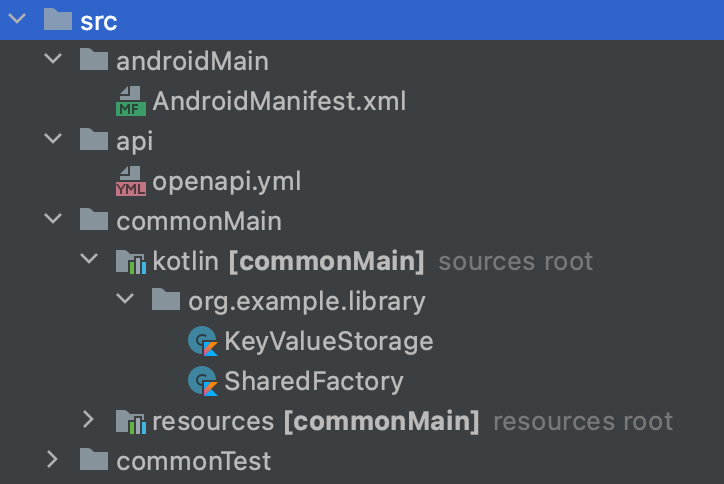 src
androidMain
MF AndroidManifest.xml
api
YML openapi.yml
commonMain
kotlin [commonMain] sources root
org.example.library
C KeyValueStorage
C SharedFactory
resources [commonMain] resources root
commonTest